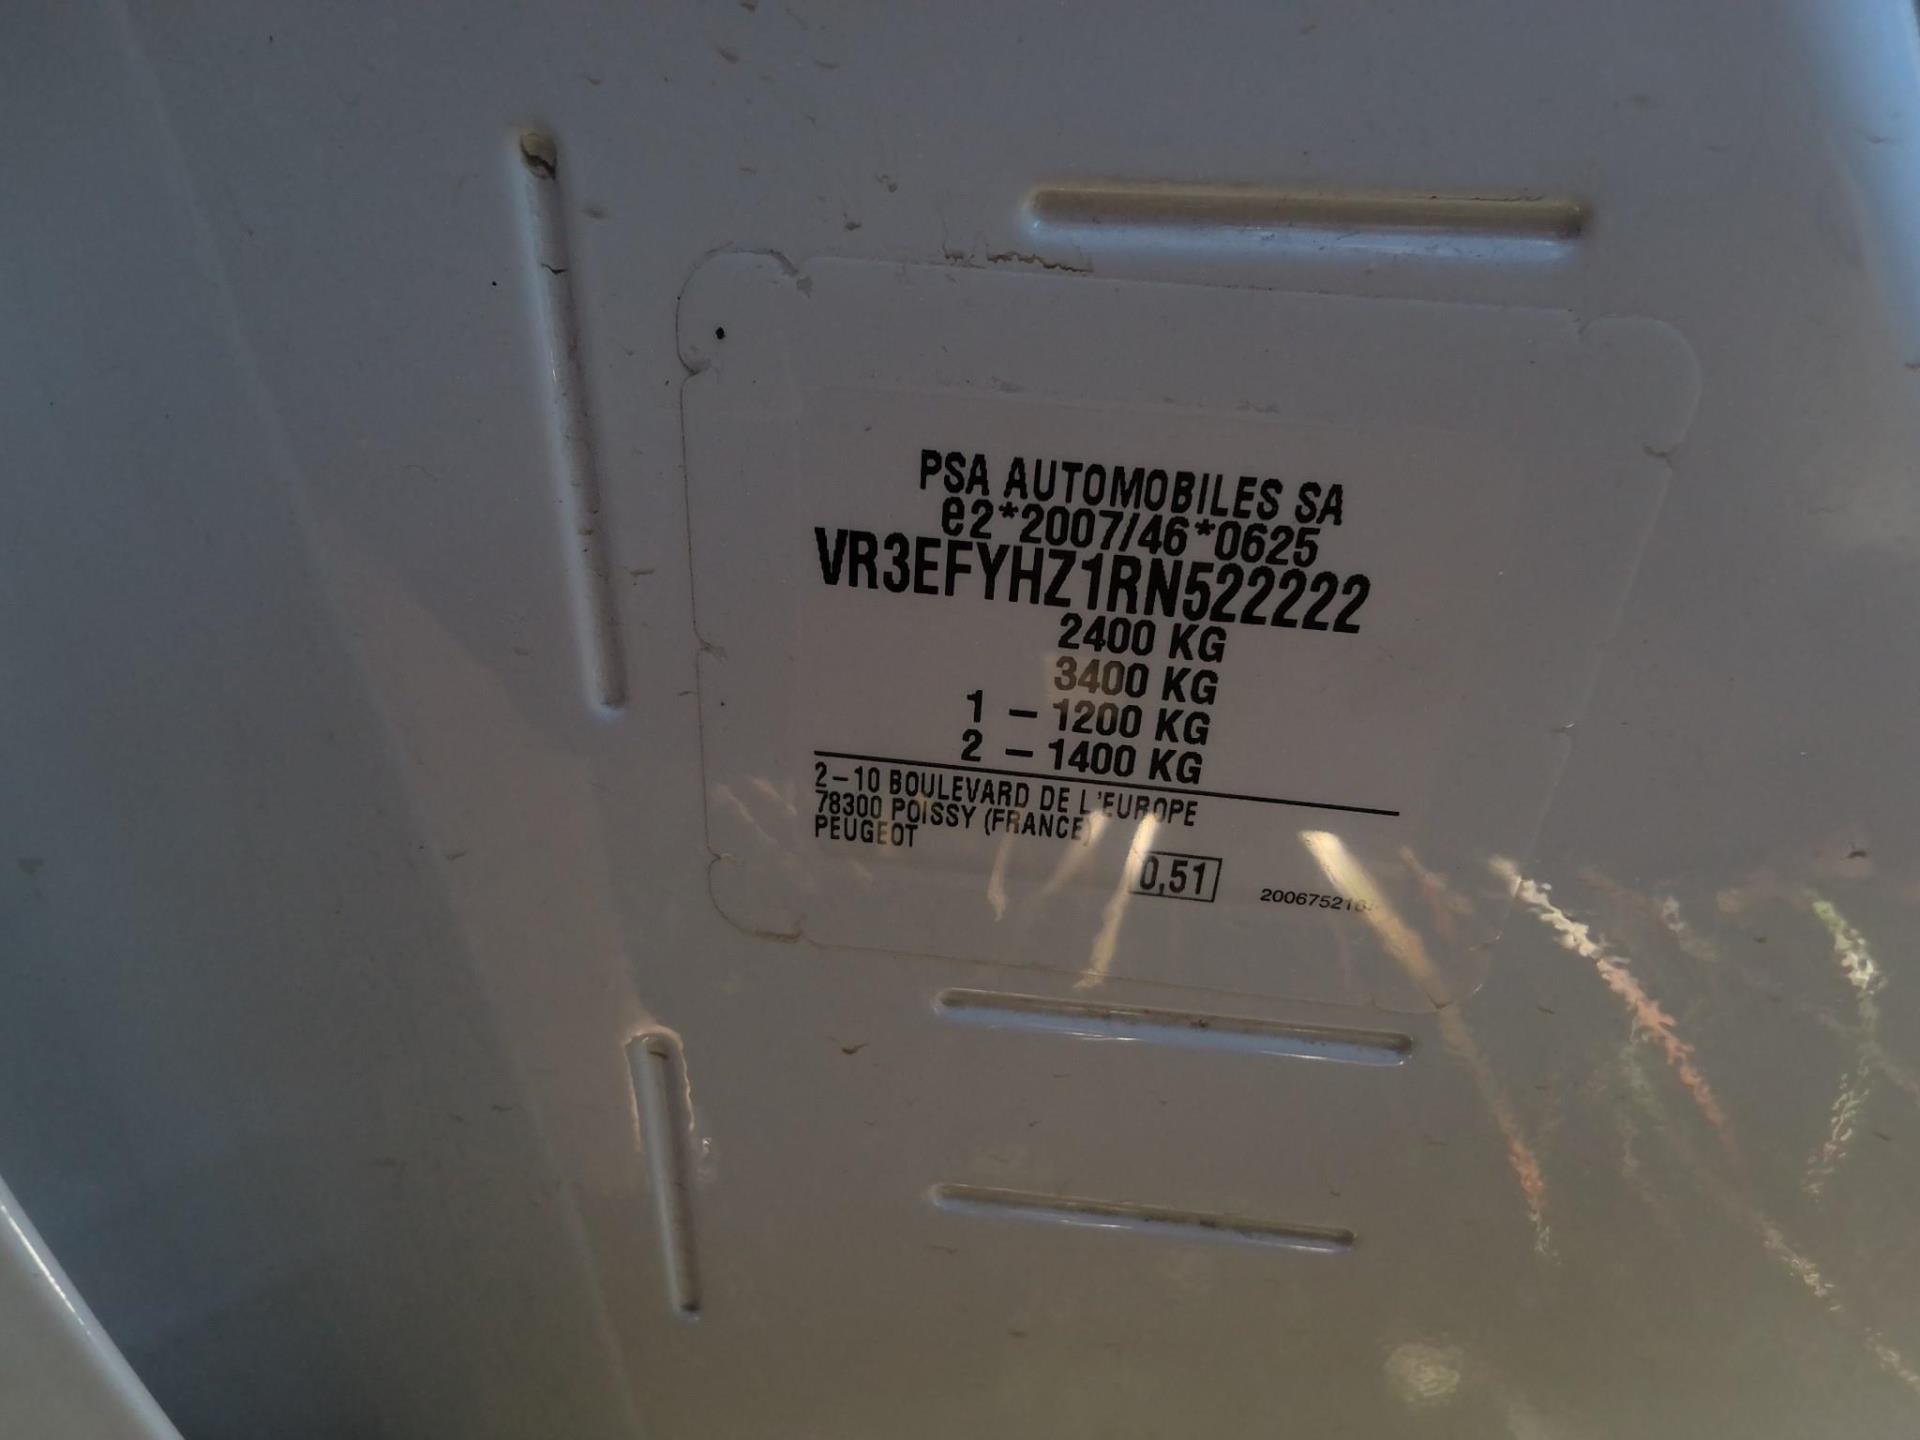 PSA AUTOMOBILES SA
e2*2007/46*0625
VR3EFYHZ1RN522222
2400 KG
3400 KG
1 - 1200 KG
2 - 1400 KG
2-10 BOULEVARD DE L'EUROPE
78300 POISSY (FRANCE)
PEUGEOT
0,51